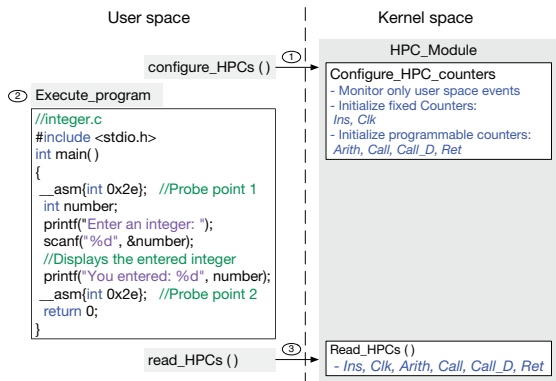 User space
Kernel space
HPC_Module
1
configure_HPCs ( )
Configure_HPC_counters
- Monitor only user space events
- Initialize fixed Counters:
Ins, Clk
- Initialize programmable counters:
Arith, Call, Call_D, Ret
2 Execute_program
//integer.c
#include <stdio.h>
int main( )
{
__asm{int 0x2e}; //Probe point 1
int number;
printf("Enter an integer: ");
scanf("%d", &number);
//Displays the entered integer
printf("You entered: %d", number);
__asm{int 0x2e}; //Probe point 2
return 0;
}
3
read_HPCs ( )
Read_HPCs ( )
- Ins, Clk, Arith, Call, Call_D, Ret